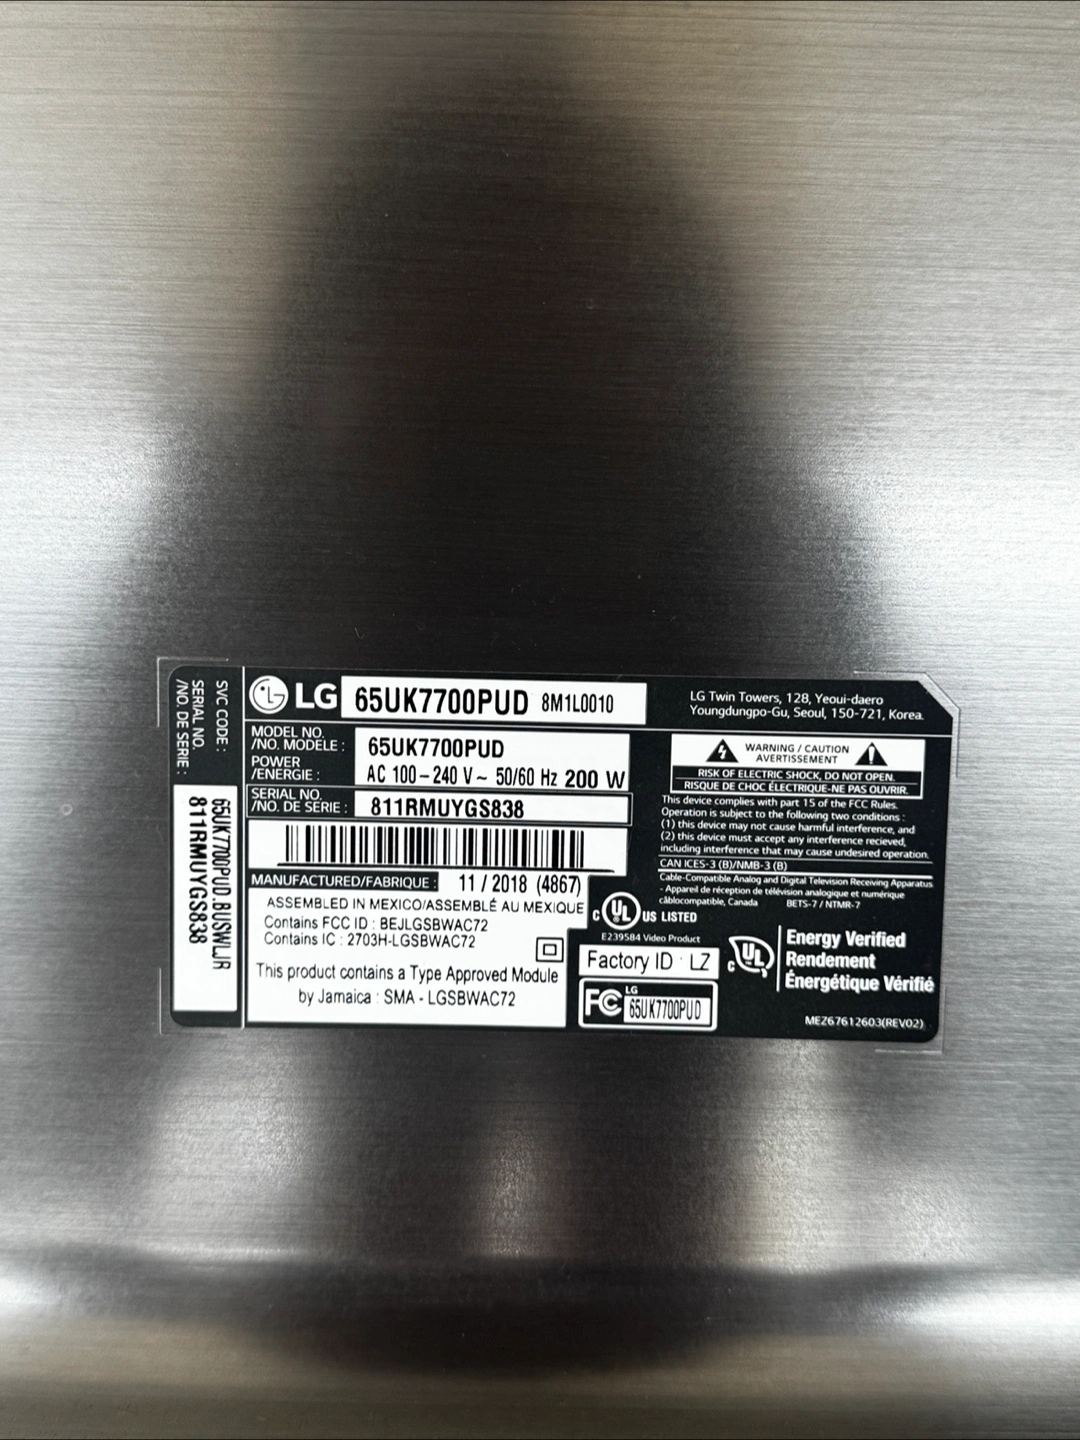 SVC CODE :
SERIAL NO.
/NO. DE SÉRIE :
65UK7700PUD.BUSWLJR
811RMUYGS838
LG 65UK7700PUD 8M1L0010
LG Twin Towers, 128, Yeoui-daero
Youngdungpo-Gu, Seoul, 150-721, Korea.
MODEL NO.
/NO. MODÈLE :
65UK7700PUD
POWER
/ÉNERGIE :
AC 100-240 V ~ 50/60 Hz 200 W
SERIAL NO.
/NO. DE SÉRIE :
811RMUYGS838
MANUFACTURED/FABRIQUE : 11 / 2018 (4867)
ASSEMBLED IN MEXICO/ASSEMBLÉ AU MEXIQUE
Contains FCC ID : BEJLGSBWAC72
Contains IC : 2703H-LGSBWAC72
This product contains a Type Approved Module
by Jamaica : SMA - LGSBWAC72
WARNING / CAUTION
AVERTISSEMENT
RISK OF ELECTRIC SHOCK, DO NOT OPEN.
RISQUE DE CHOC ÉLECTRIQUE-NE PAS OUVRIR.
This device complies with part 15 of the FCC Rules.
Operation is subject to the following two conditions :
(1) this device may not cause harmful interference, and
(2) this device must accept any interference recieved,
including interference that may cause undesired operation.
CAN ICES-3 (B)/NMB-3 (B)
Cable-Compatible Analog and Digital Television Receiving Apparatus
- Appareil de réception de télévision analogique et numérique
câblocompatible, Canada BETS-7 / NTMR-7
c UL US LISTED
E239584 Video Product
Factory ID : LZ
FC LG
65UK7700PUD
c UL
Energy Verified
Rendement
Énergétique Vérifié
MEZ67612603(REV02)